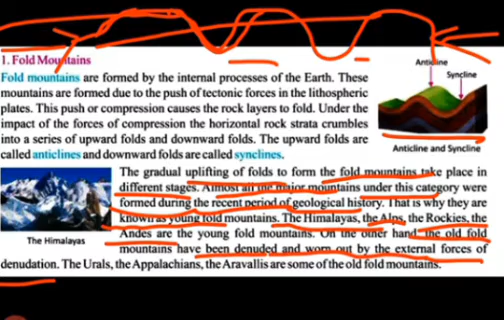 1. Fold Mountains
Fold mountains are formed by the internal processes of the Earth. These
mountains are formed due to the push of tectonic forces in the lithospheric
plates. This push or compression causes the rock layers to fold. Under the
impact of the forces of compression the horizontal rock strata crumbles
into a series of upward folds and downward folds. The upward folds are
called anticlines and downward folds are called synclines.
Anticline
Syncline
Anticline and Syncline
The gradual uplifting of folds to form the fold mountains take place in
different stages. Almost all the major mountains under this category were
formed during the recent period of geological history. That is why they are
known as young fold mountains. The Himalayas, the Alps, the Rockies, the
Andes are the young fold mountains. On the other hand, the old fold
mountains have been denuded and worn out by the external forces of
denudation. The Urals, the Appalachians, the Aravallis are some of the old fold mountains.
The Himalayas